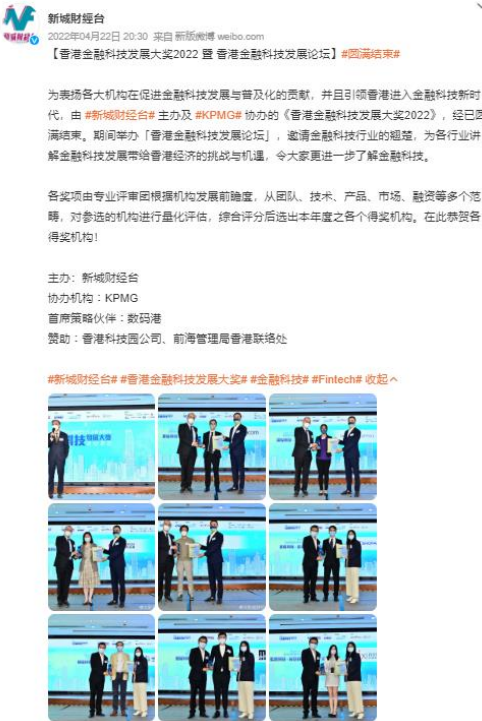 新城财經台
2022年04月22日 20:30 来自 新版微博 weibo.com
【香港金融科技发展大奖2022 暨 香港金融科技发展论坛】#圆满结束#
为表扬各大机构在促进金融科技发展与普及化的贡献，并且引领香港进入金融科技新时
代，由 #新城财经台# 主办及 #KPMG# 协办的《香港金融科技发展大奖2022》，经已圆
满结束。期间举办「香港金融科技发展论坛」，邀请金融科技行业的翘楚，为各行业讲
解金融科技发展带给香港经济的挑战与机遇，令大家更进一步了解金融科技。
各奖项由专业评审团根据机构发展前瞻度，从团队、技术、产品、市场、融资等多个范
畴，对参选的机构进行量化评估，综合评分后选出本年度之各个得奖机构。在此恭贺各
得奖机构！
主办：新城财经台
协办机构：KPMG
首席策略伙伴：数码港
赞助：香港科技园公司、前海管理局香港联络处
#新城财经台# #香港金融科技发展大奖# #金融科技# #Fintech# 收起